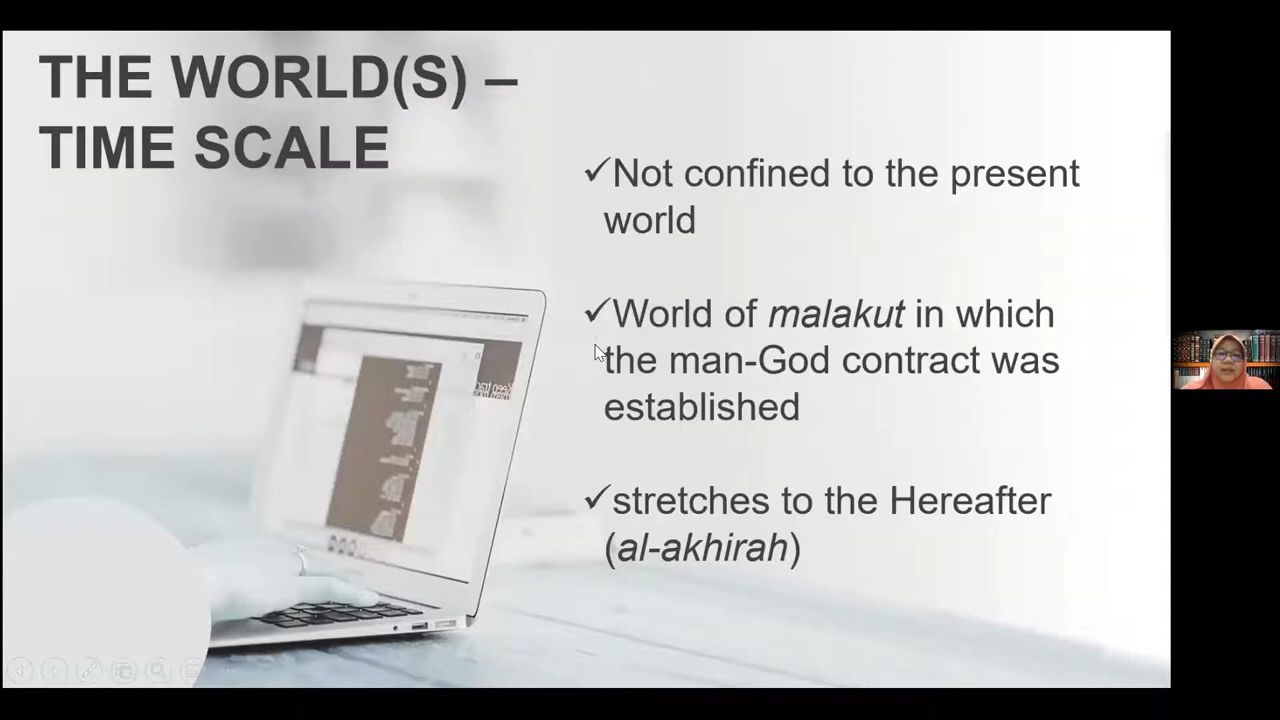 THE WORLD(S) –
TIME SCALE
✓Not confined to the present
world
✓World of malakut in which
the man-God contract was
established
✓stretches to the Hereafter
(al-akhirah)